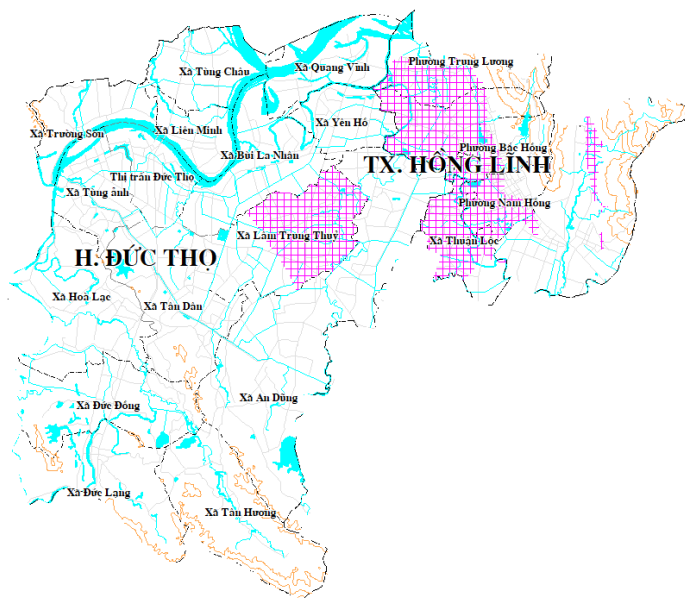 Phường Trung Lương
Xã Quang Vĩnh
Xã Tùng Châu
Xã Yên Hồ
Xã Liên Minh
Xã Trường Sơn
Phường Bắc Hồng
Xã Bùi La Nhân
TX. HỒNG LĨNH
Thị trấn Đức Thọ
Xã Tùng ảnh
Phường Nam Hồng
Xã Lâm Trung Thuỷ
Xã Thuận Lộc
H. ĐỨC THỌ
Xã Hoà Lạc
Xã Tân Dân
Xã An Dũng
Xã Đức Đồng
Xã Đức Lạng
Xã Tân Hương